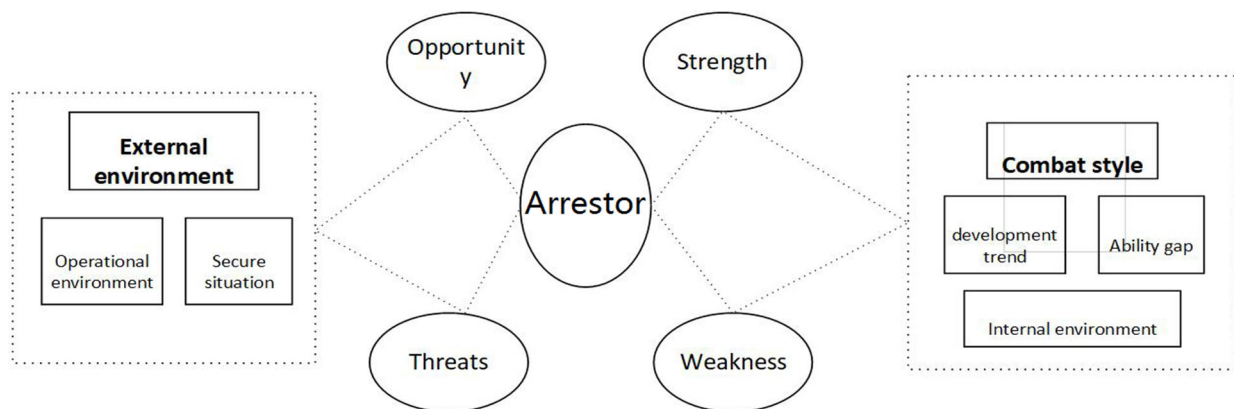 Opportunit
y
Strength
External
environment
Operational
environment
Secure
situation
Arrestor
Combat style
development
trend
Ability gap
Internal environment
Threats
Weakness